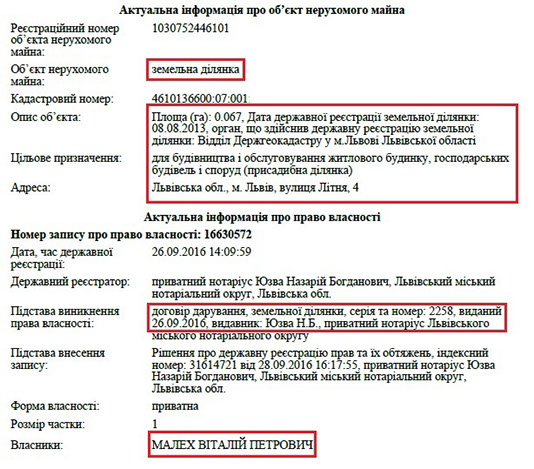 Актуальна інформація про об’єкт нерухомого майна
Реєстраційний номер 1030752446101
об’єкта нерухомого
майна:
Об’єкт нерухомого земельна ділянка
майна:
Кадастровий номер: 4610136600:07:001:
Опис об’єкта: Площа (га): 0.067, Дата державної реєстрації земельної ділянки:
08.08.2013, орган, що здійснив державну реєстрацію земельної
ділянки: Відділ Держгеокадастру у м.Львові Львівської області
Цільове призначення: для будівництва і обслуговування житлового будинку, господарських
будівель і споруд (присадибна ділянка)
Адреса: Львівська обл., м. Львів, вулиця Літня, 4
Актуальна інформація про право власності
Номер запису про право власності: 16630572
Дата, час державної 26.09.2016 14:09:59
реєстрації:
Державний реєстратор: приватний нотаріус Юзва Назарій Богданович, Львівський міський
нотаріальний округ, Львівська обл.
Підстава виникнення договір дарування, земельної ділянки, серія та номер: 2258, виданий
права власності: 26.09.2016, видавник: Юзва Н.Б., приватний нотаріус Львівського
міського нотаріального округу
Підстава внесення Рішення про державну реєстрацію прав та їх обтяжень, індексний
запису: номер: 31614721 від 28.09.2016 16:17:55, приватний нотаріус Юзва
Назарій Богданович, Львівський міський нотаріальний округ,
Львівська обл.
Форма власності: приватна
Розмір частки: 1
Власники: МАЛЕХ ВІТАЛІЙ ПЕТРОВИЧ